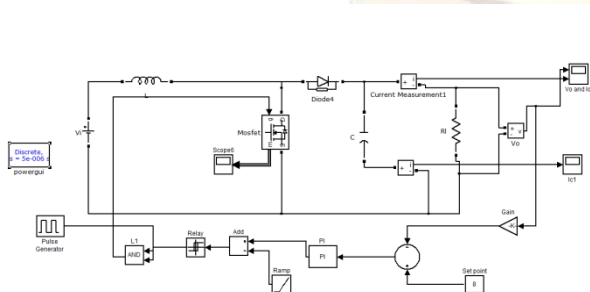 Vo and Io
L
Diode4
Current Measurement1
Vi
Mosfet
g
C
Rl
Vo
Scope6
Discrete,
s = 5e-006 s
powergui
Ic1
Pulse
Generator
L1
AND
Relay
Add
PI
PI
Gain
-K-
Ramp
Set point
8